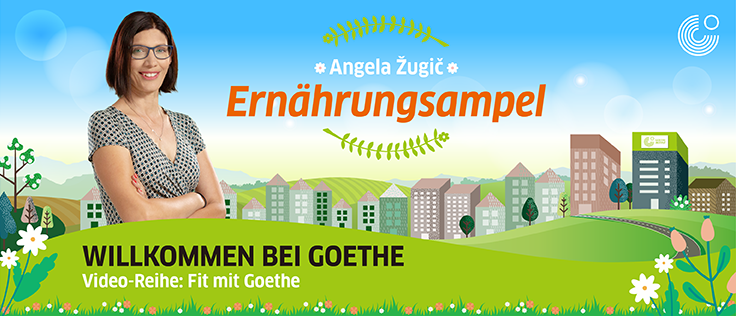 Angela Žugič
Ernährungsampel
WILLKOMMEN BEI GOETHE
Video-Reihe: Fit mit Goethe